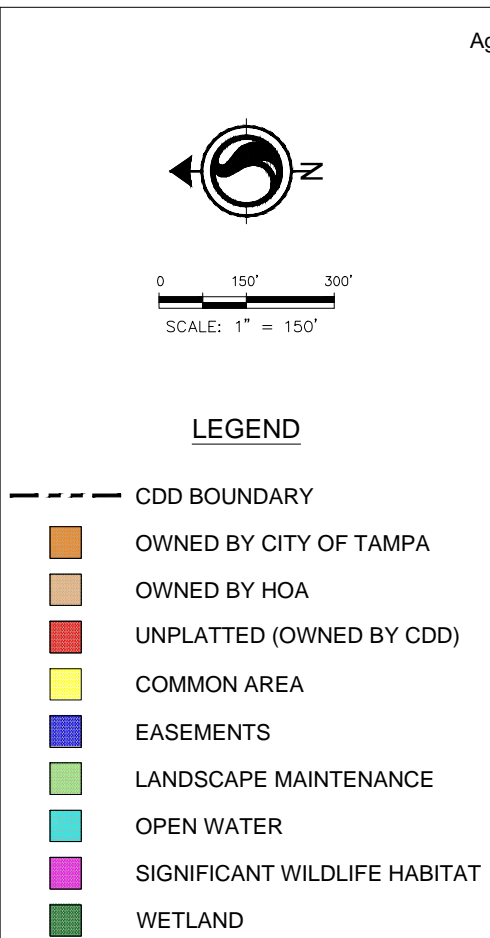 Ag
N
0 150' 300'
SCALE: 1" = 150'
LEGEND
CDD BOUNDARY
OWNED BY CITY OF TAMPA
OWNED BY HOA
UNPLATTED (OWNED BY CDD)
COMMON AREA
EASEMENTS
LANDSCAPE MAINTENANCE
OPEN WATER
SIGNIFICANT WILDLIFE HABITAT
WETLAND